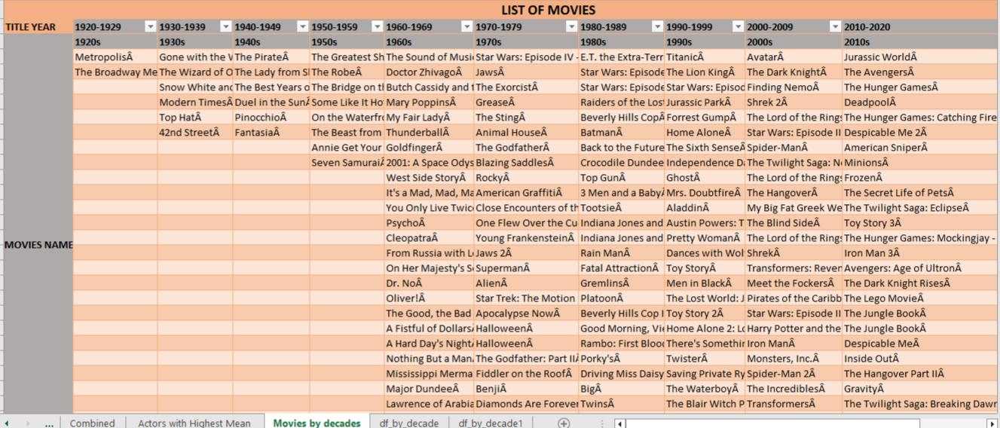 LIST OF MOVIES
TITLE YEAR 1920-1929 1930-1939 1940-1949 1950-1959 1960-1969 1970-1979 1980-1989 1990-1999 2000-2009 2010-2020
1920s 1930s 1940s 1950s 1960s 1970s 1980s 1990s 2000s 2010s
MetropolisÂ Gone with the The PirateÂ The Greatest Sh The Sound of Music Star Wars: Episode IV - E.T. the Extra-Terr TitanicÂ AvatarÂ Jurassic WorldÂ
The Broadway Me The Wizard of O The Lady from S The RobeÂ Doctor ZhivagoÂ JawsÂ Star Wars: Episode The Lion KingÂ The Dark KnightÂ The AvengersÂ
Snow White and The Best Years o The Bridge on th Butch Cassidy and t The ExorcistÂ Star Wars: Episode Star Wars: Episod Finding NemoÂ The Hunger GamesÂ
Modern TimesÂ Duel in the SunÂ Some Like It Ho Mary PoppinsÂ GreaseÂ Raiders of the Lost Jurassic ParkÂ Shrek 2Â DeadpoolÂ
Top HatÂ PinocchioÂ On the Waterfro My Fair LadyÂ The StingÂ Beverly Hills CopÂ Forrest GumpÂ The Lord of the Rings The Hunger Games: Catching Fire
42nd StreetÂ FantasiaÂ The Beast from ThunderballÂ Animal HouseÂ BatmanÂ Home AloneÂ Star Wars: Episode II Despicable Me 2Â
Annie Get Your GoldfingerÂ The GodfatherÂ Back to the Future The Sixth SenseÂ Spider-ManÂ American SniperÂ
Seven SamuraiÂ 2001: A Space Odys Blazing SaddlesÂ Crocodile Dundee Independence Da The Twilight Saga: Ne MinionsÂ
West Side StoryÂ RockyÂ Top GunÂ GhostÂ The Lord of the Rings FrozenÂ
It's a Mad, Mad, Ma American GraffitiÂ 3 Men and a BabyÂ Mrs. DoubtfireÂ The HangoverÂ The Secret Life of PetsÂ
You Only Live Twice Close Encounters of th TootsieÂ AladdinÂ My Big Fat Greek We The Twilight Saga: EclipseÂ
PsychoÂ One Flew Over the Cu Indiana Jones and Austin Powers: T The Blind SideÂ Toy Story 3Â
MOVIES NAME CleopatraÂ Young FrankensteinÂ Indiana Jones and Pretty WomanÂ The Lord of the Rings The Hunger Games: Mockingjay -
From Russia with Lo Jaws 2Â Rain ManÂ Dances with Wol ShrekÂ Iron Man 3Â
On Her Majesty's Se SupermanÂ Fatal AttractionÂ Toy StoryÂ Transformers: Reven Avengers: Age of UltronÂ
Dr. NoÂ AlienÂ GremlinsÂ Men in BlackÂ Meet the FockersÂ The Dark Knight RisesÂ
Oliver!Â Star Trek: The Motion PlatoonÂ The Lost World: J Pirates of the Caribb The Lego MovieÂ
The Good, the Bad Apocalypse NowÂ Beverly Hills Cop I Toy Story 2Â Star Wars: Episode II The Jungle BookÂ
A Fistful of DollarsÂ HalloweenÂ Good Morning, Vie Home Alone 2: Lo Harry Potter and the The Jungle BookÂ
A Hard Day's NightÂ HalloweenÂ Rambo: First Blood There's Somethin Iron ManÂ Despicable MeÂ
Nothing But a ManÂ The Godfather: Part IIÂ Porky'sÂ TwisterÂ Monsters, Inc.Â Inside OutÂ
Mississippi Merma Fiddler on the RoofÂ Driving Miss Daisy Saving Private Ry Spider-Man 2Â The Hangover Part IIÂ
Major DundeeÂ BenjiÂ BigÂ The WaterboyÂ The IncrediblesÂ GravityÂ
Lawrence of Arabia Diamonds Are Forever TwinsÂ The Blair Witch P TransformersÂ The Twilight Saga: Breaking Dawn
... Combined Actors with Highest Mean Movies by decades df_by_decade df_by_decade1